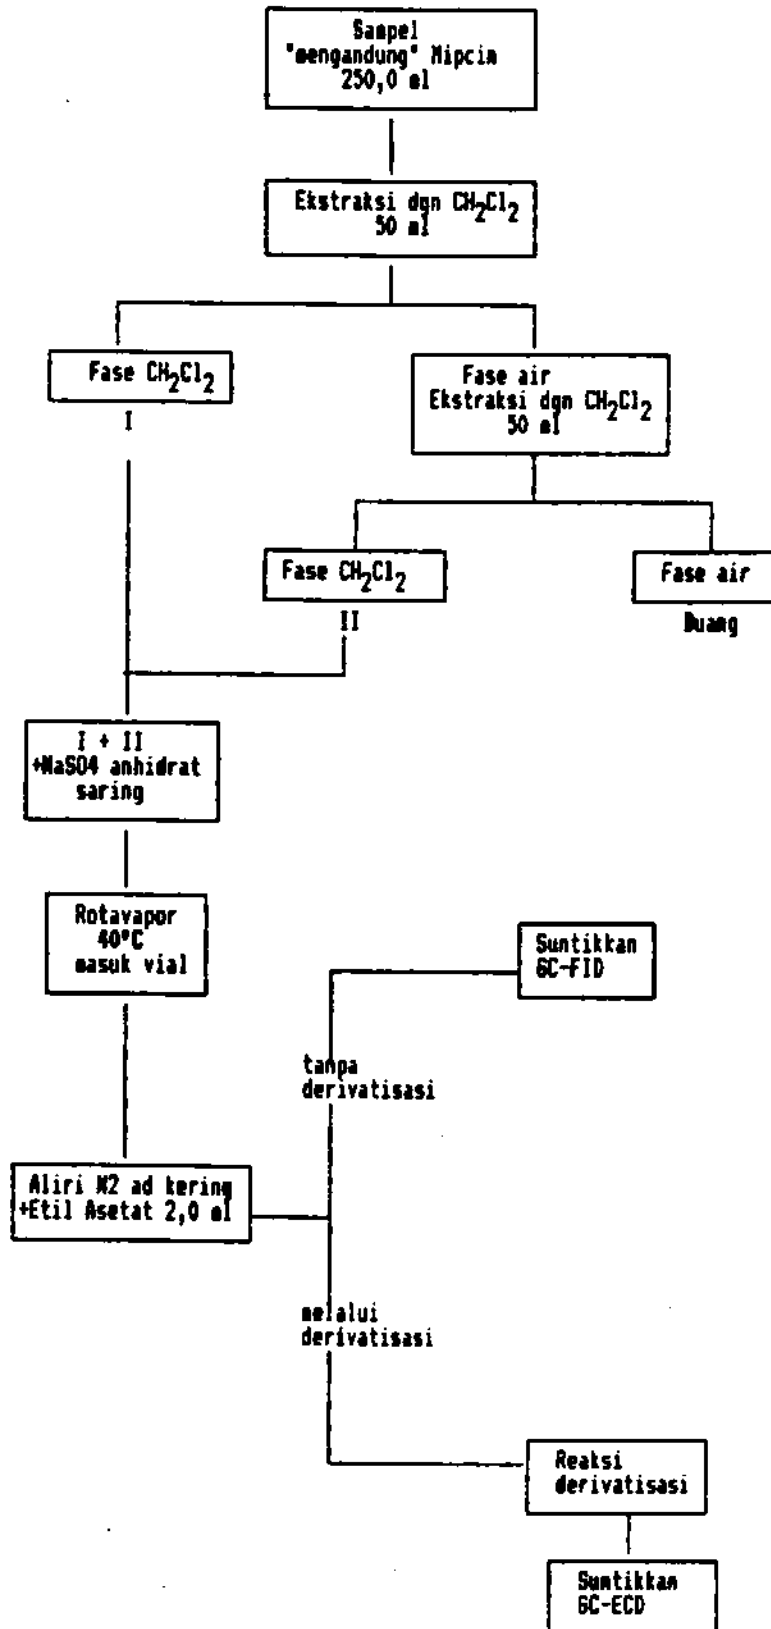 Sampel
"mengandung" Mipcin
250,0 ml
Ekstraksi dgn CH₂Cl₂
50 ml
Fase CH₂Cl₂
I
Fase air
Ekstraksi dgn CH₂Cl₂
50 ml
Fase CH₂Cl₂
II
Fase air
Buang
I + II
+NaSO4 anhidrat
saring
Rotavapor
40°C
masuk vial
Suntikkan
GC-FID
tanpa
derivatisasi
Aliri N2 ad kering
+Etil Asetat 2,0 ml
melalui
derivatisasi
Reaksi
derivatisasi
Suntikkan
GC-ECD